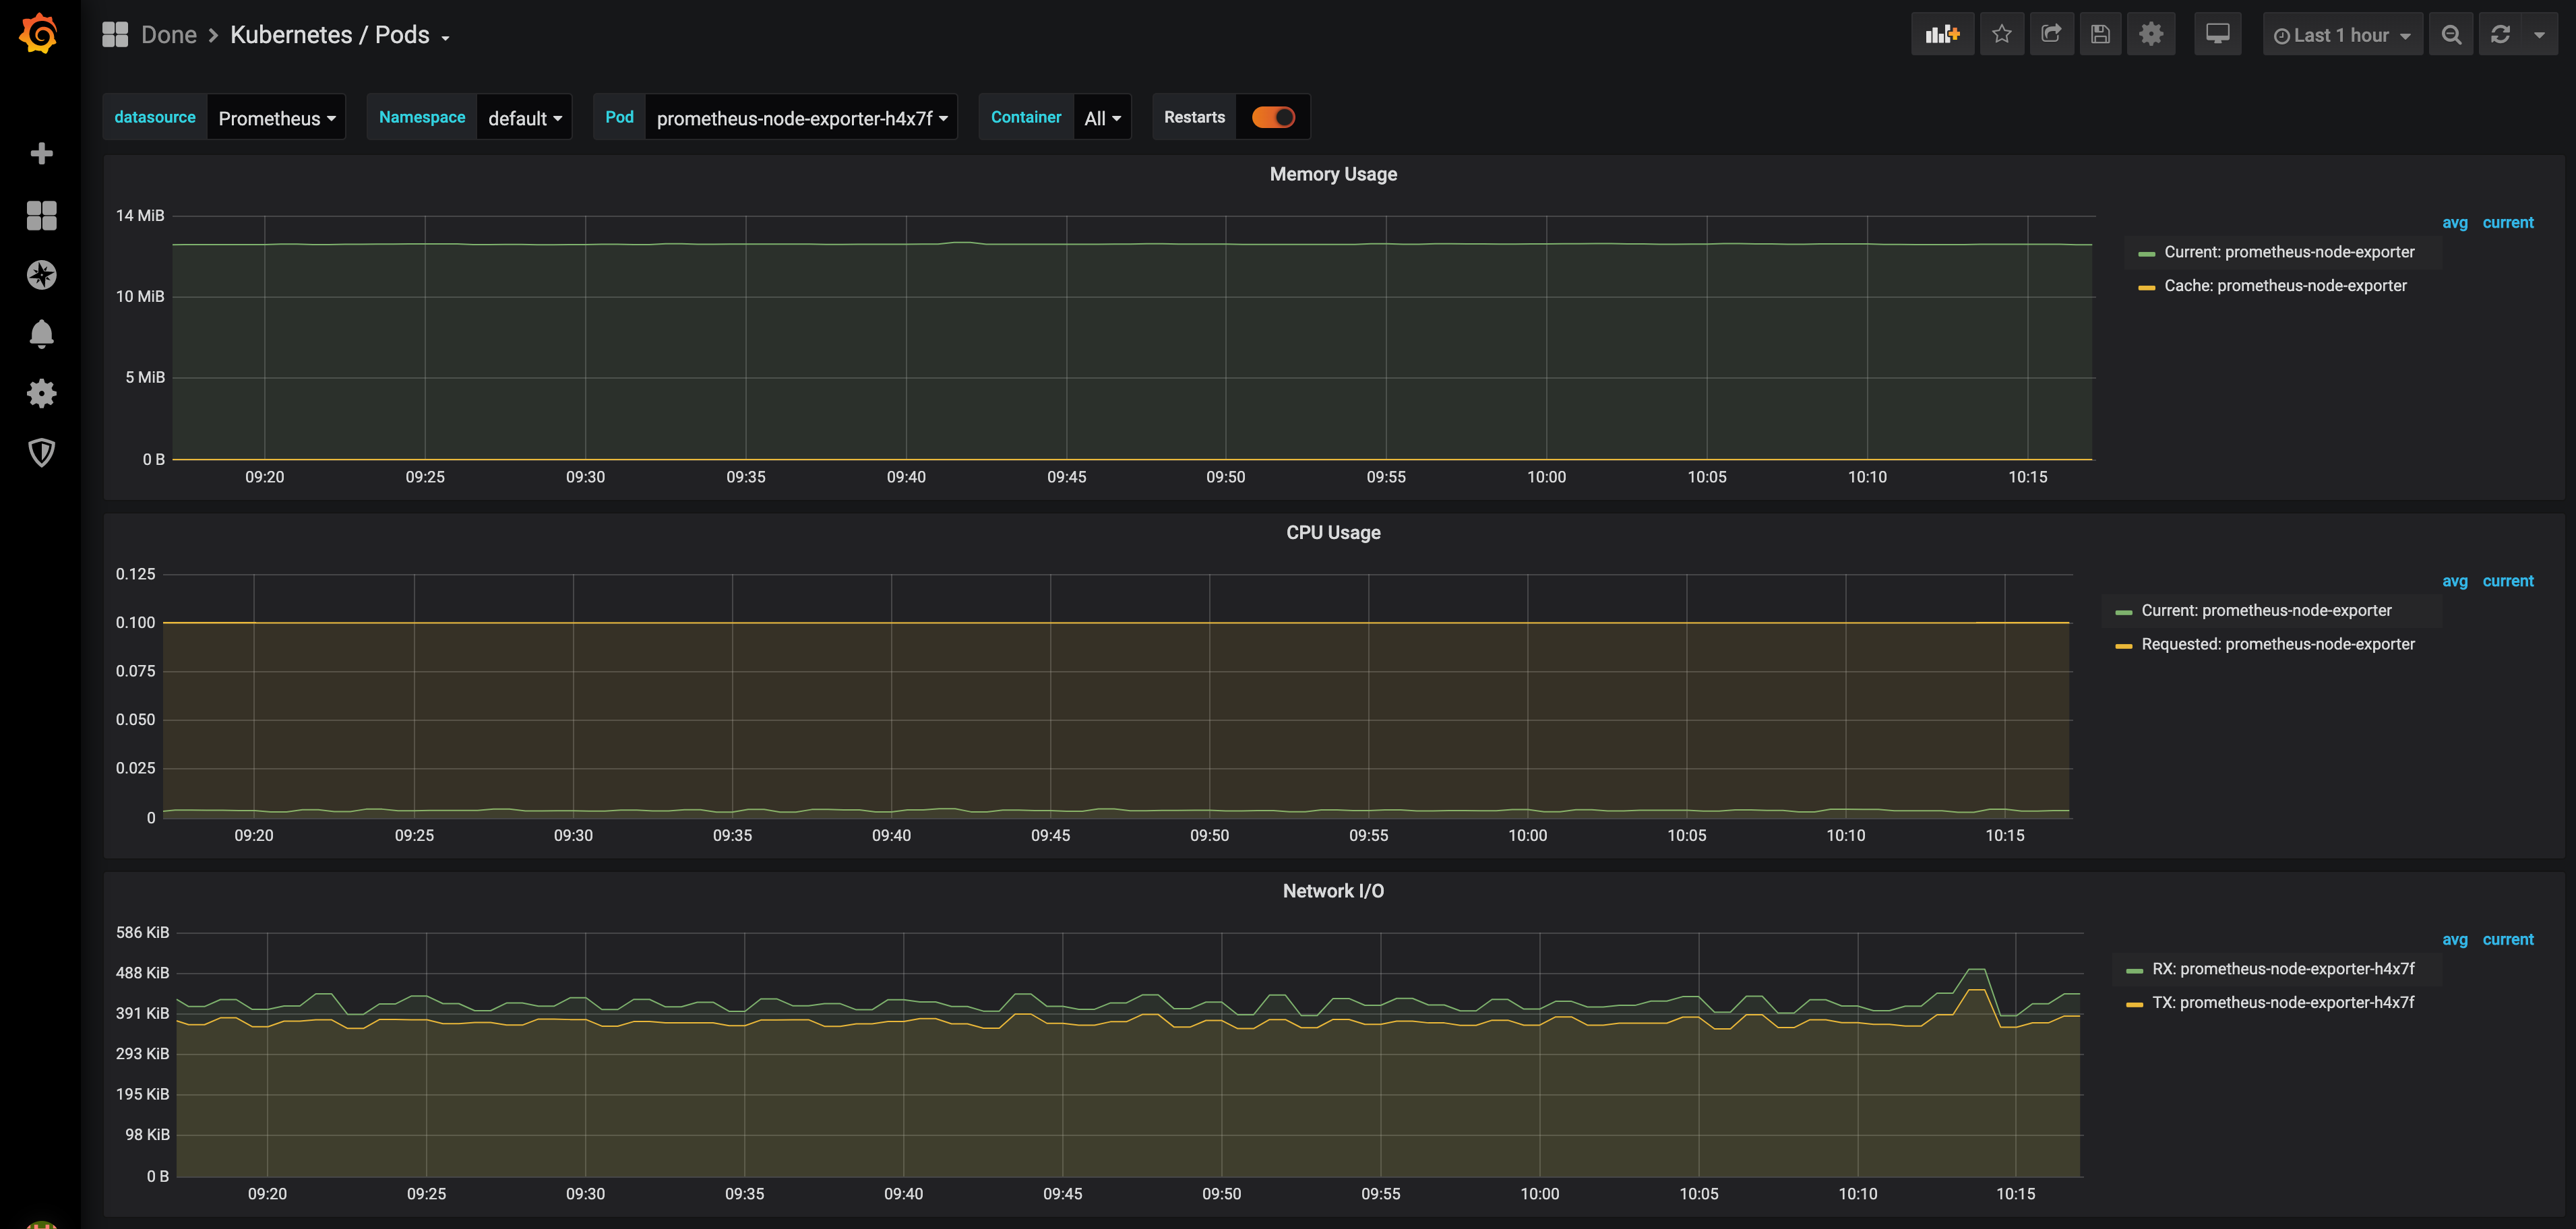 Done > Kubernetes / Pods
Last 1 hour
datasource Prometheus Namespace default Pod prometheus-node-exporter-h4x7f Container All Restarts
Memory Usage
14 MiB
10 MiB
5 MiB
0 B
09:20 09:25 09:30 09:35 09:40 09:45 09:50 09:55 10:00 10:05 10:10 10:15
avg current
Current: prometheus-node-exporter
Cache: prometheus-node-exporter
CPU Usage
0.125
0.100
0.075
0.050
0.025
0
09:20 09:25 09:30 09:35 09:40 09:45 09:50 09:55 10:00 10:05 10:10 10:15
avg current
Current: prometheus-node-exporter
Requested: prometheus-node-exporter
Network I/O
586 KiB
488 KiB
391 KiB
293 KiB
195 KiB
98 KiB
0 B
09:20 09:25 09:30 09:35 09:40 09:45 09:50 09:55 10:00 10:05 10:10 10:15
avg current
RX: prometheus-node-exporter-h4x7f
TX: prometheus-node-exporter-h4x7f